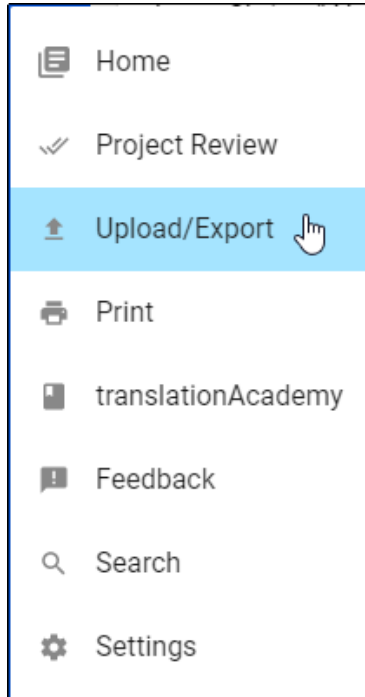 Home
Project Review
Upload/Export
Print
translationAcademy
Feedback
Search
Settings